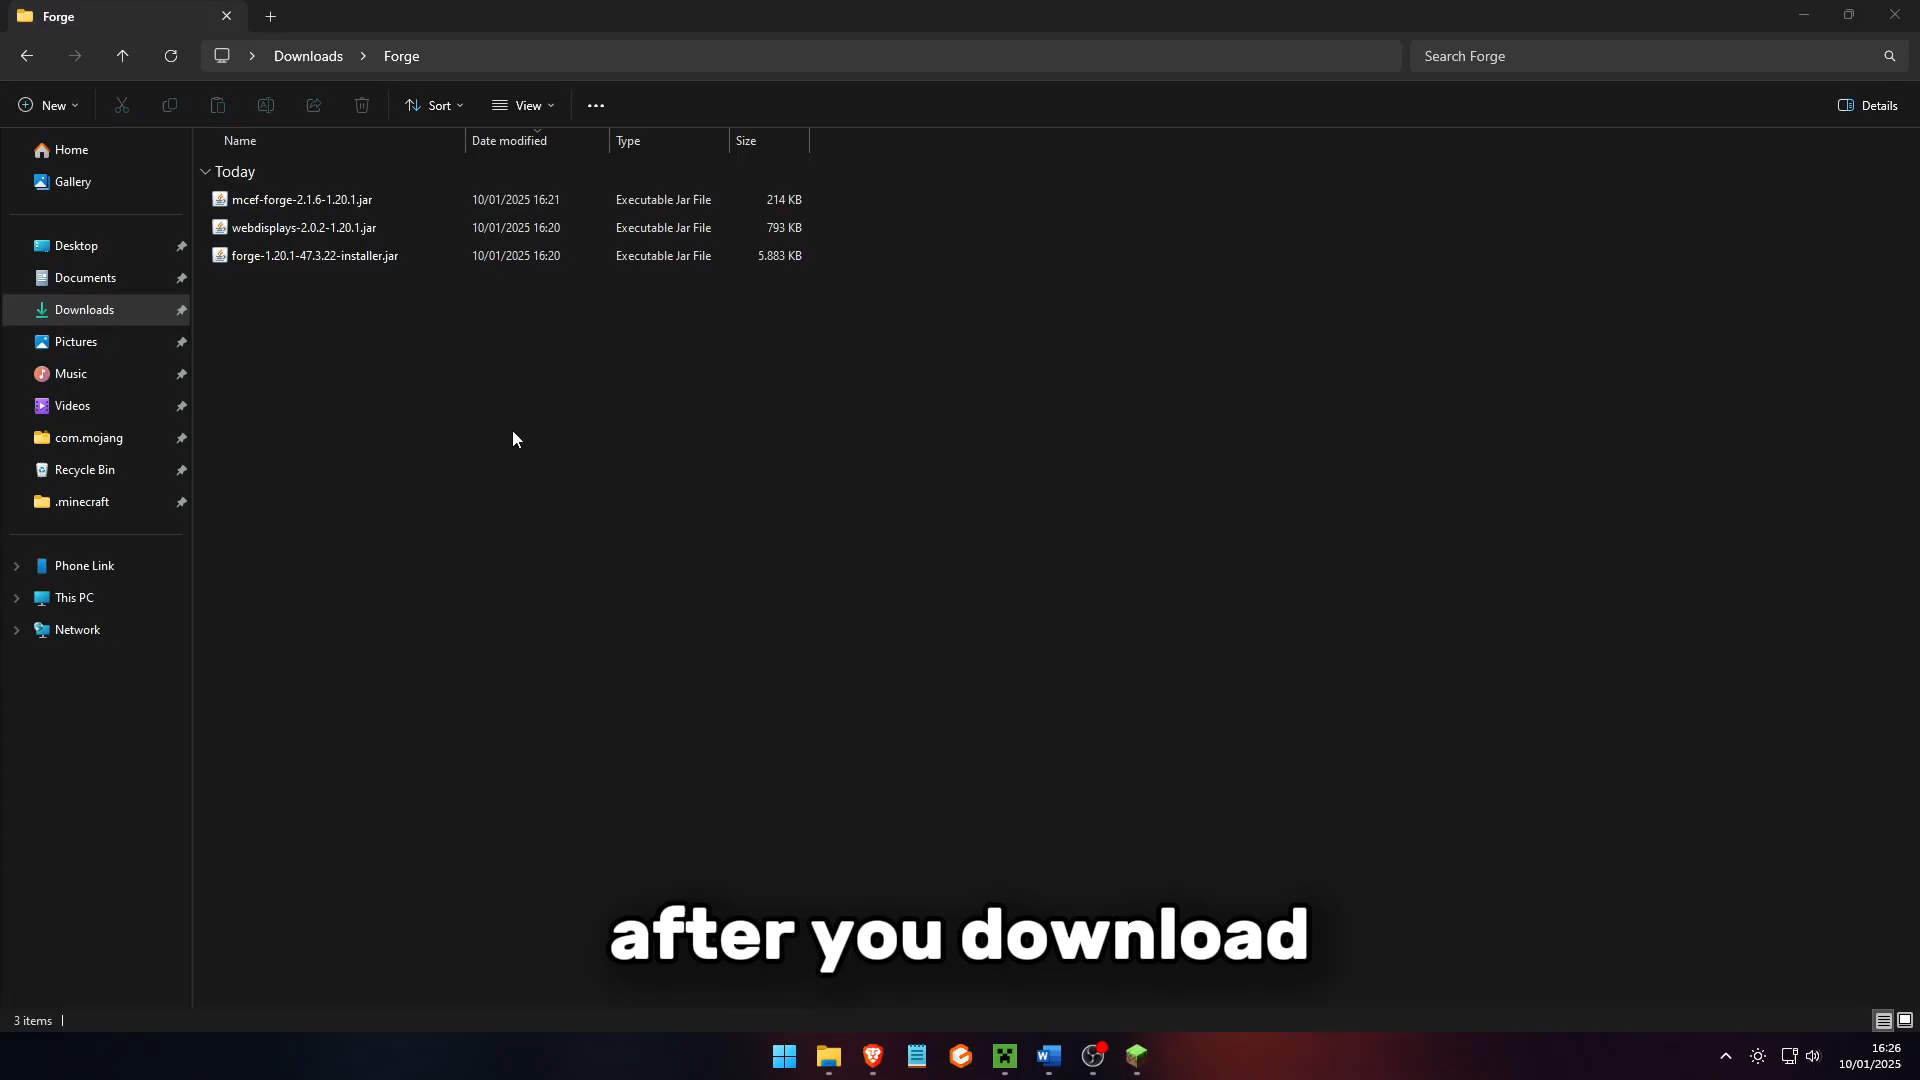 Forge
Downloads Forge
Search Forge
New
Sort
View
Details
Name Date modified Type Size
Today
mcef-forge-2.1.6-1.20.1.jar 10/01/2025 16:21 Executable Jar File 214 KB
webdisplays-2.0.2-1.20.1.jar 10/01/2025 16:20 Executable Jar File 793 KB
forge-1.20.1-47.3.22-installer.jar 10/01/2025 16:20 Executable Jar File 5.883 KB
Home
Gallery
Desktop
Documents
Downloads
Pictures
Music
Videos
com.mojang
Recycle Bin
.minecraft
Phone Link
This PC
Network
after you download
3 items
16:26
10/01/2025